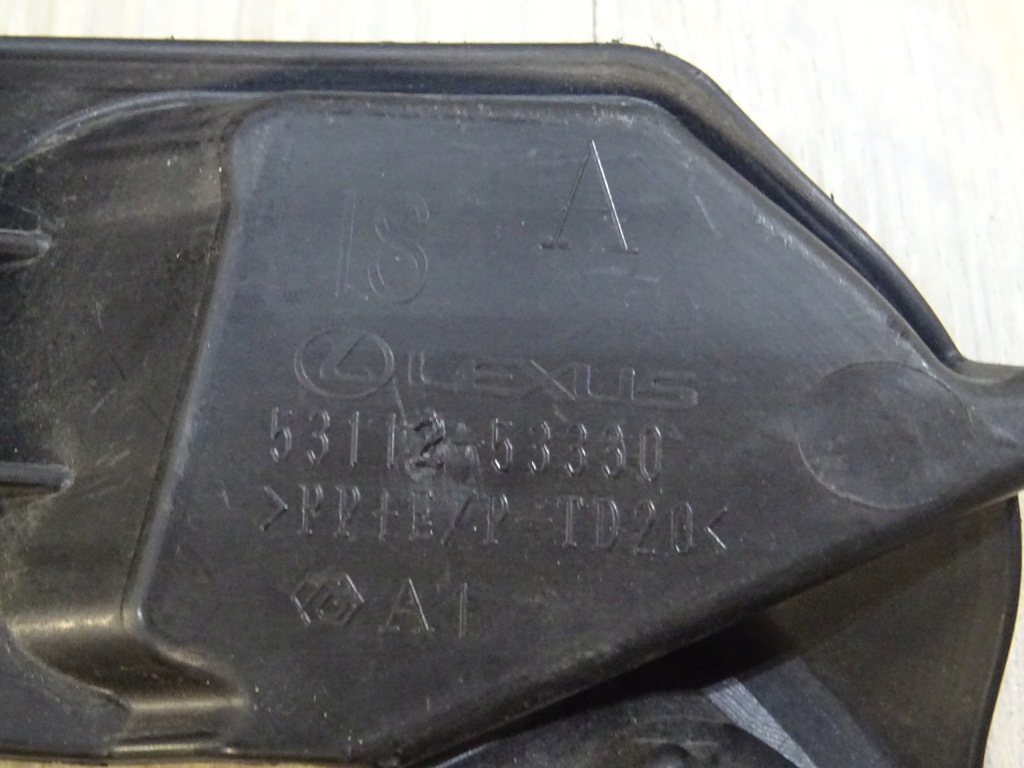 IS A
LEXUS
53112-53330
>PP+E/P-TD20<
A1